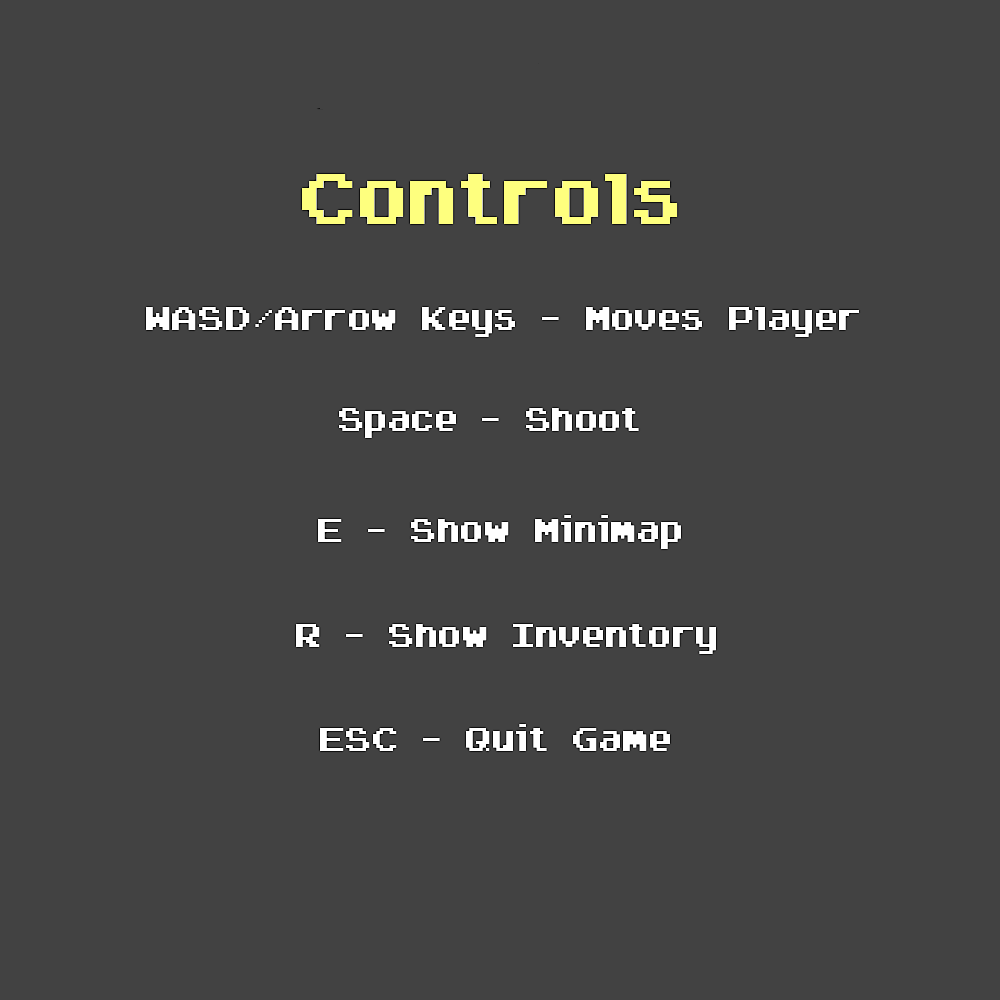 Controls
WASD/Arrow Keys - Moves Player
Space - Shoot
E - Show Minimap
R - Show Inventory
ESC - Quit Game